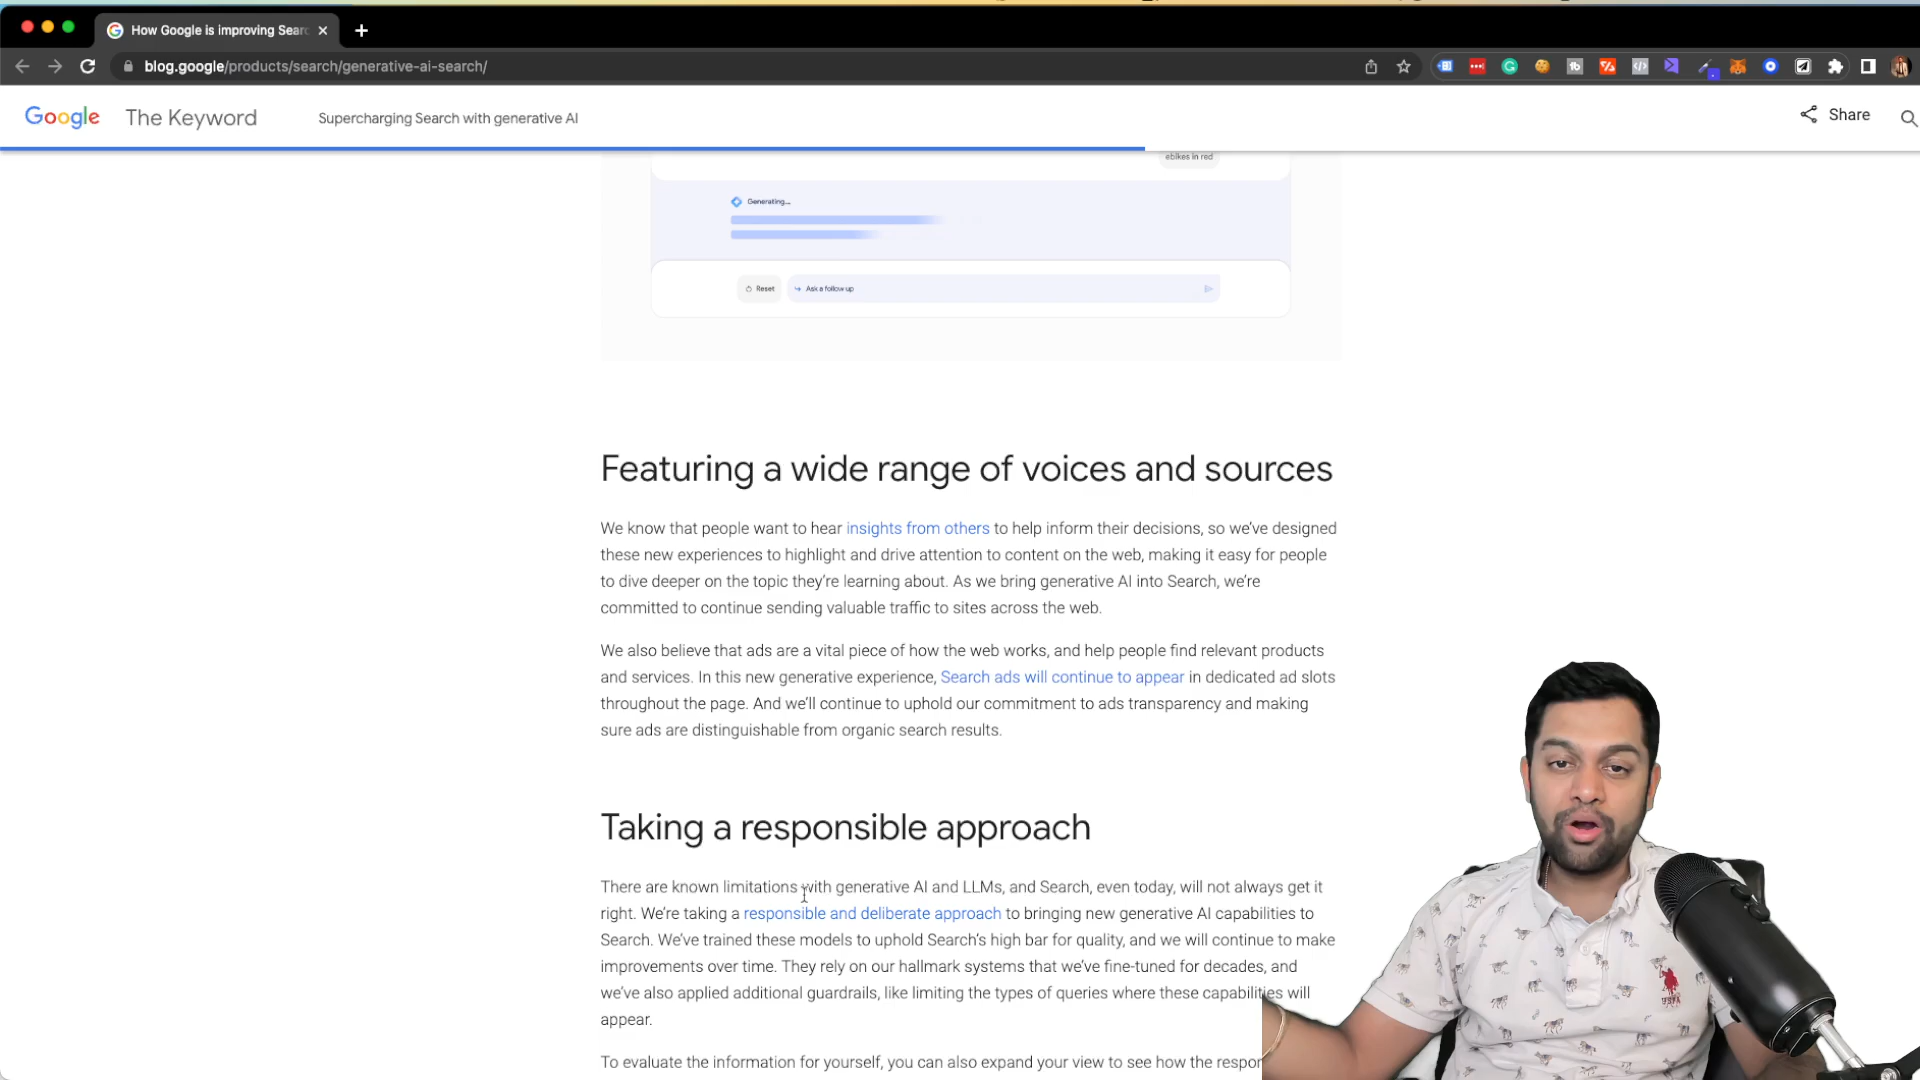 How Google is improving Sear
blog.google/products/search/generative-ai-search/
Google The Keyword Supercharging Search with generative AI Share
ebikes in red
Generating...
Reset Ask a follow up
Featuring a wide range of voices and sources
We know that people want to hear insights from others to help inform their decisions, so we've designed
these new experiences to highlight and drive attention to content on the web, making it easy for people
to dive deeper on the topic they're learning about. As we bring generative AI into Search, we're
committed to continue sending valuable traffic to sites across the web.
We also believe that ads are a vital piece of how the web works, and help people find relevant products
and services. In this new generative experience, Search ads will continue to appear in dedicated ad slots
throughout the page. And we'll continue to uphold our commitment to ads transparency and making
sure ads are distinguishable from organic search results.
Taking a responsible approach
There are known limitations with generative AI and LLMs, and Search, even today, will not always get it
right. We're taking a responsible and deliberate approach to bringing new generative AI capabilities to
Search. We've trained these models to uphold Search's high bar for quality, and we will continue to make
improvements over time. They rely on our hallmark systems that we've fine-tuned for decades, and
we've also applied additional guardrails, like limiting the types of queries where these capabilities will
appear.
To evaluate the information for yourself, you can also expand your view to see how the respon